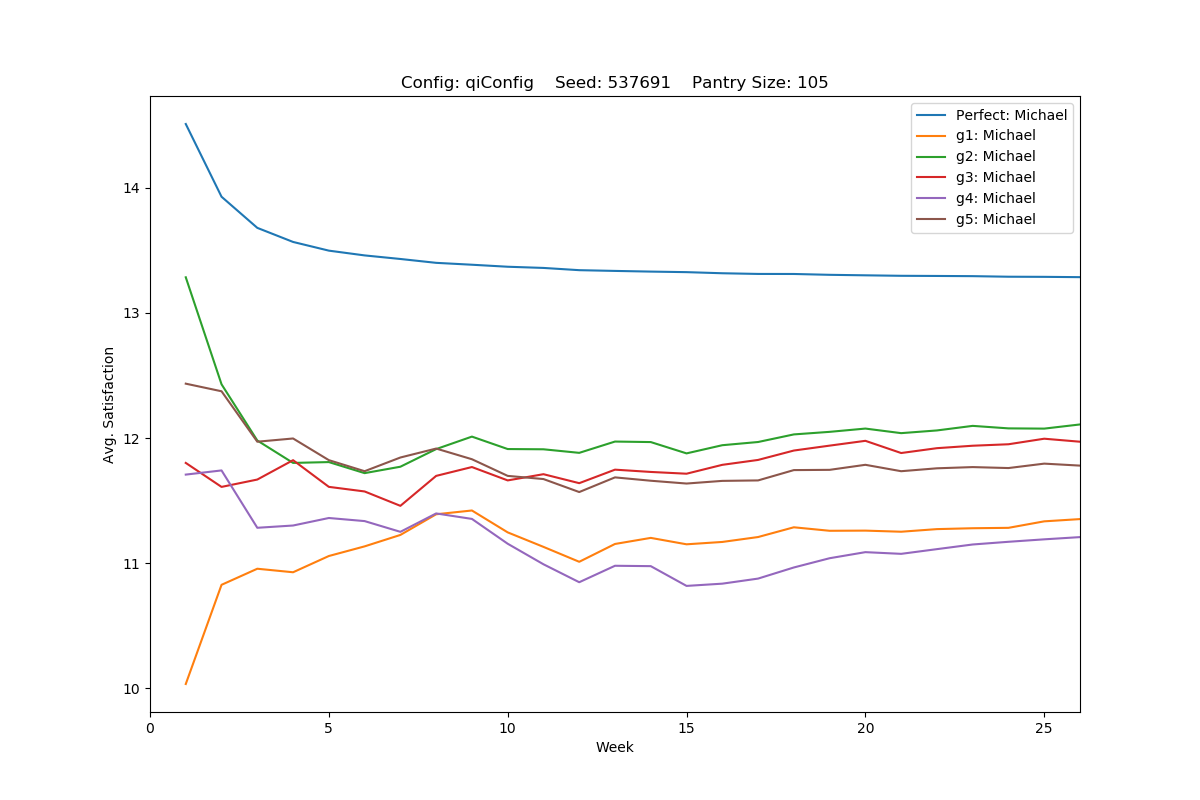 Config: qiConfig    Seed: 537691    Pantry Size: 105
Perfect: Michael
g1: Michael
g2: Michael
g3: Michael
g4: Michael
g5: Michael
14
13
12
11
10
Avg. Satisfaction
0 5 10 15 20 25
Week